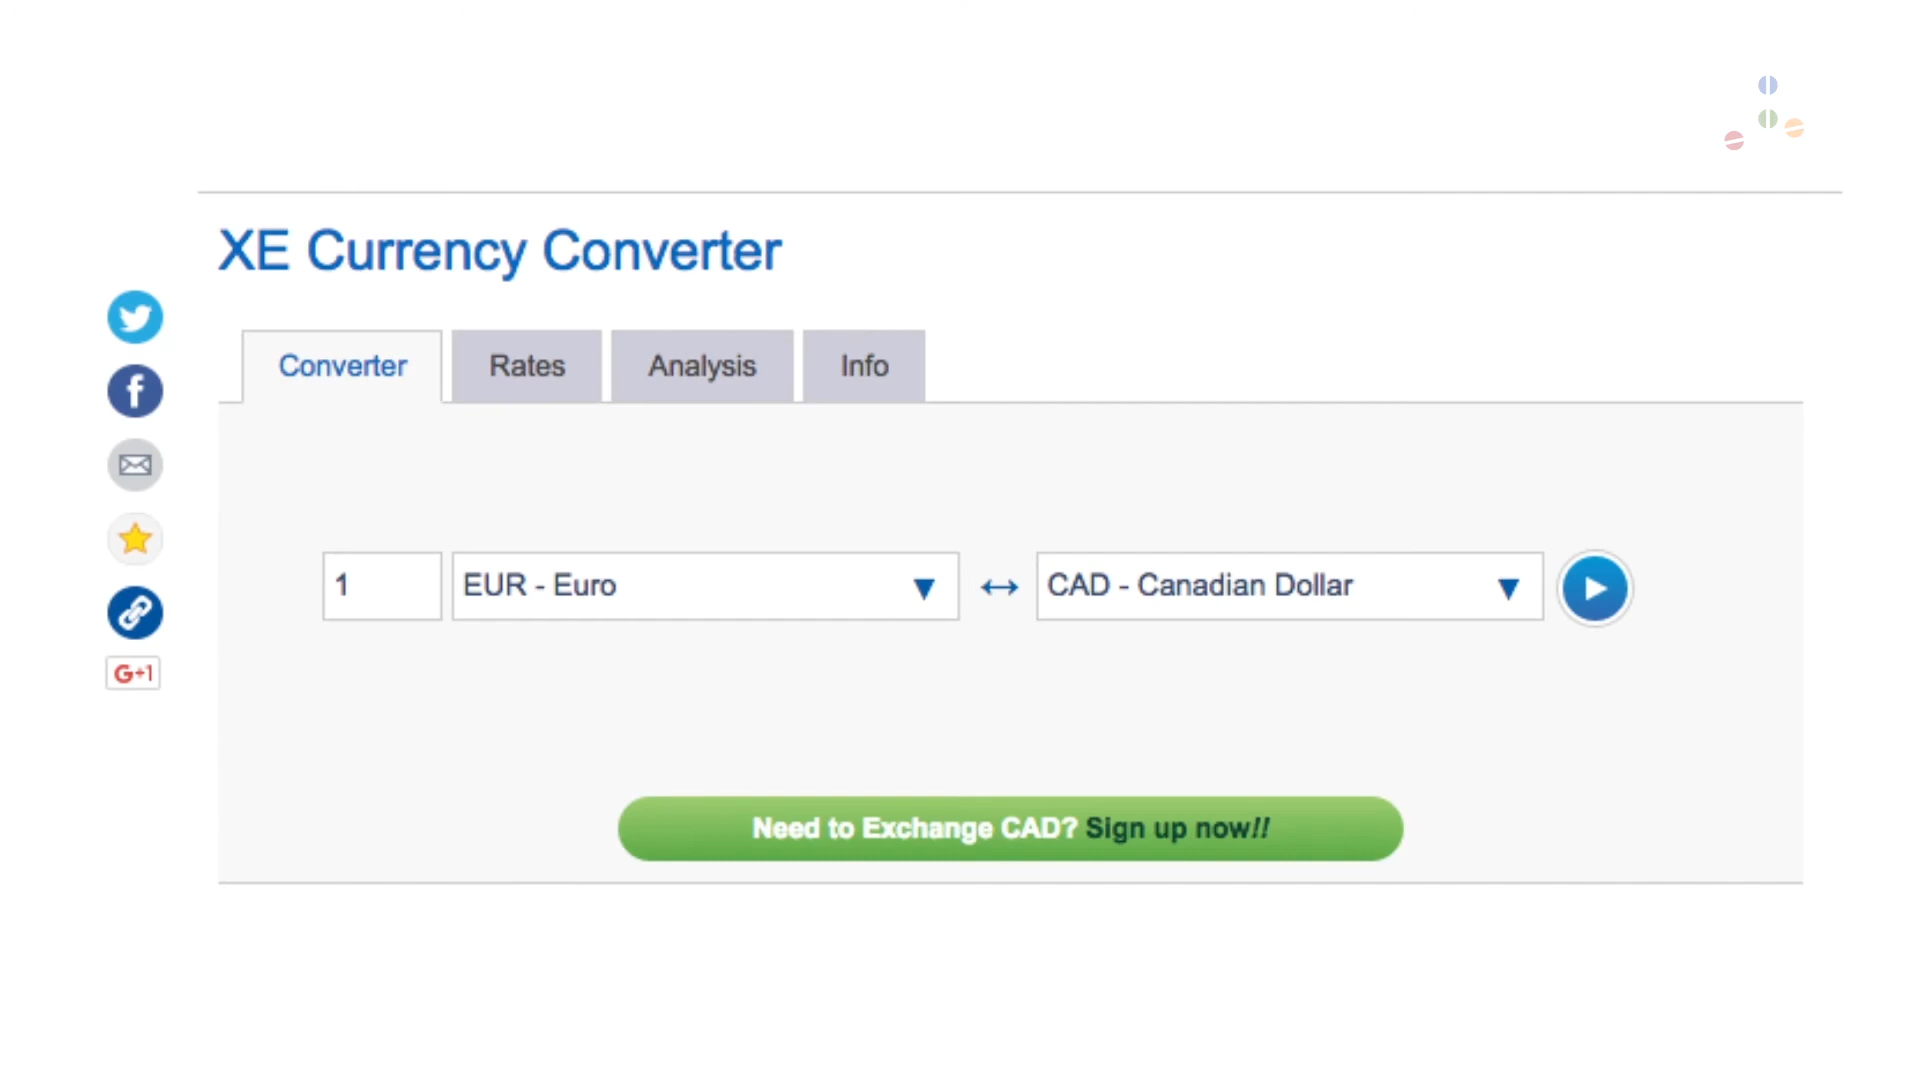 XE Currency Converter
Converter Rates Analysis Info
1 EUR - Euro CAD - Canadian Dollar
G+1
Need to Exchange CAD? Sign up now!!